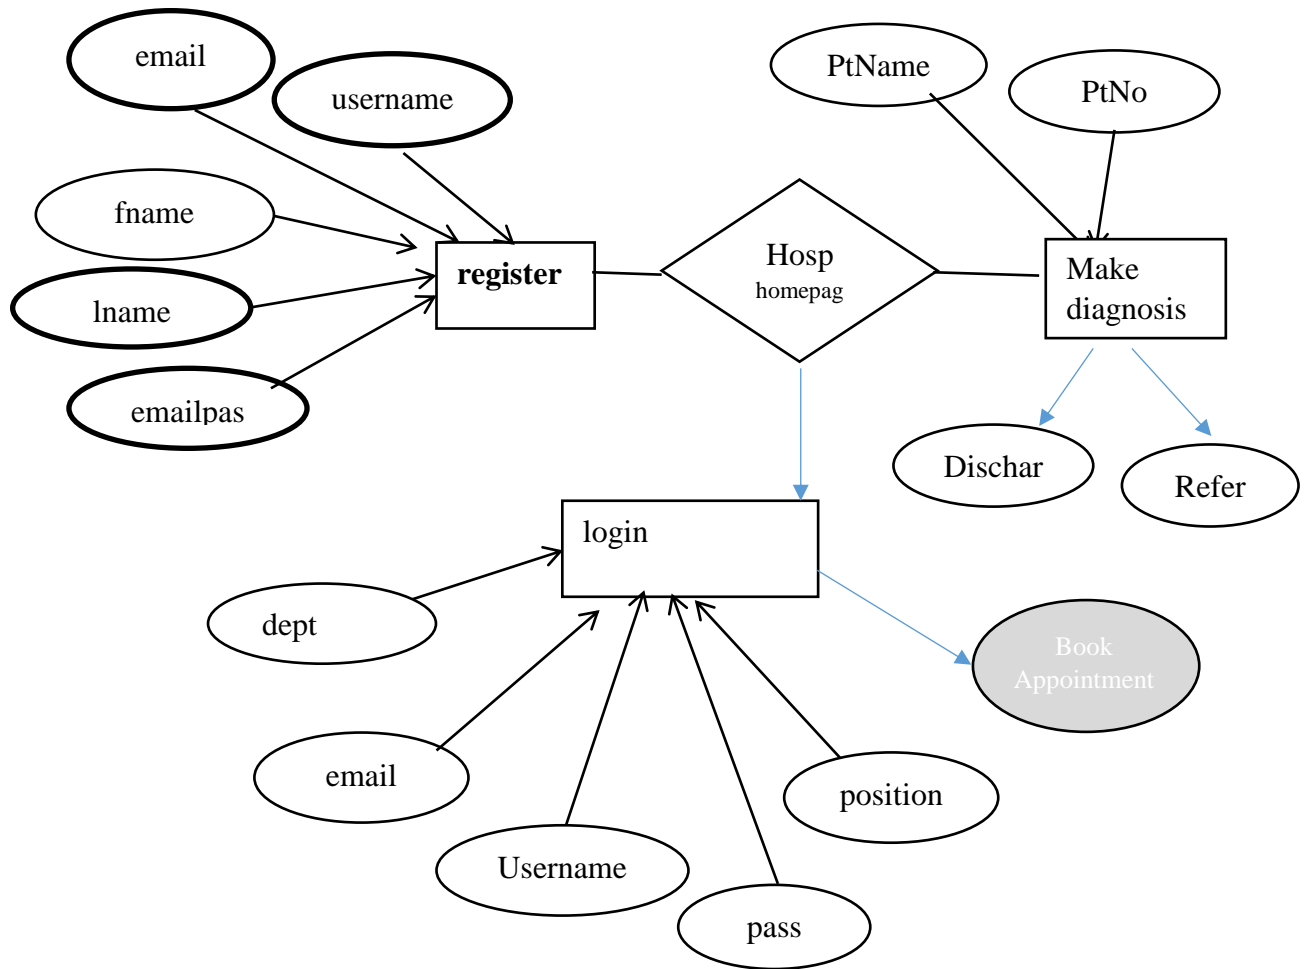 email
username
PtName
PtNo
fname
lname
emailpas
register
Hosp
homepag
Make
diagnosis
Dischar
Refer
login
dept
Book
Appointment
email
position
Username
pass